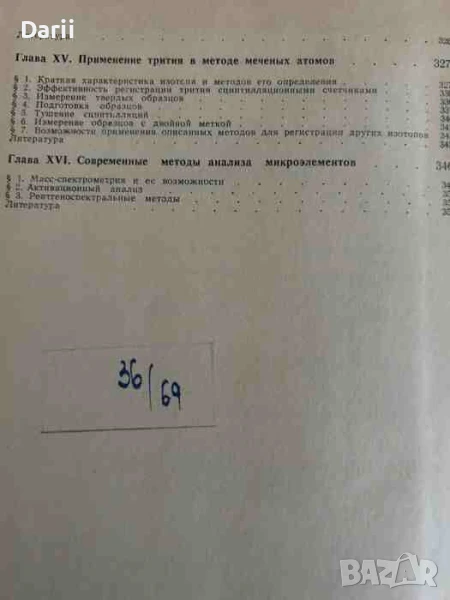 Darii
Глава XV. Применение трития в методе меченых атомов . . . 327
§ 1. Краткая характеристика изотопа и методов его определения
§ 2. Эффективность регистрации трития сцинтилляционными счетчиками
§ 3. Измерение твердых образцов
§ 4. Подготовка образцов
§ 5. Тушение сцинтилляций
§ 6. Измерение образцов с двойной меткой
§ 7. Возможности применения описанных методов для регистрации других изотопов
Литература
Глава XVI. Современные методы анализа микроэлементов . . . 346
§ 1. Масс-спектрометрия и ее возможности
§ 2. Активационный анализ
§ 3. Рентгеноспектральные методы
Литература
36/69
bazar